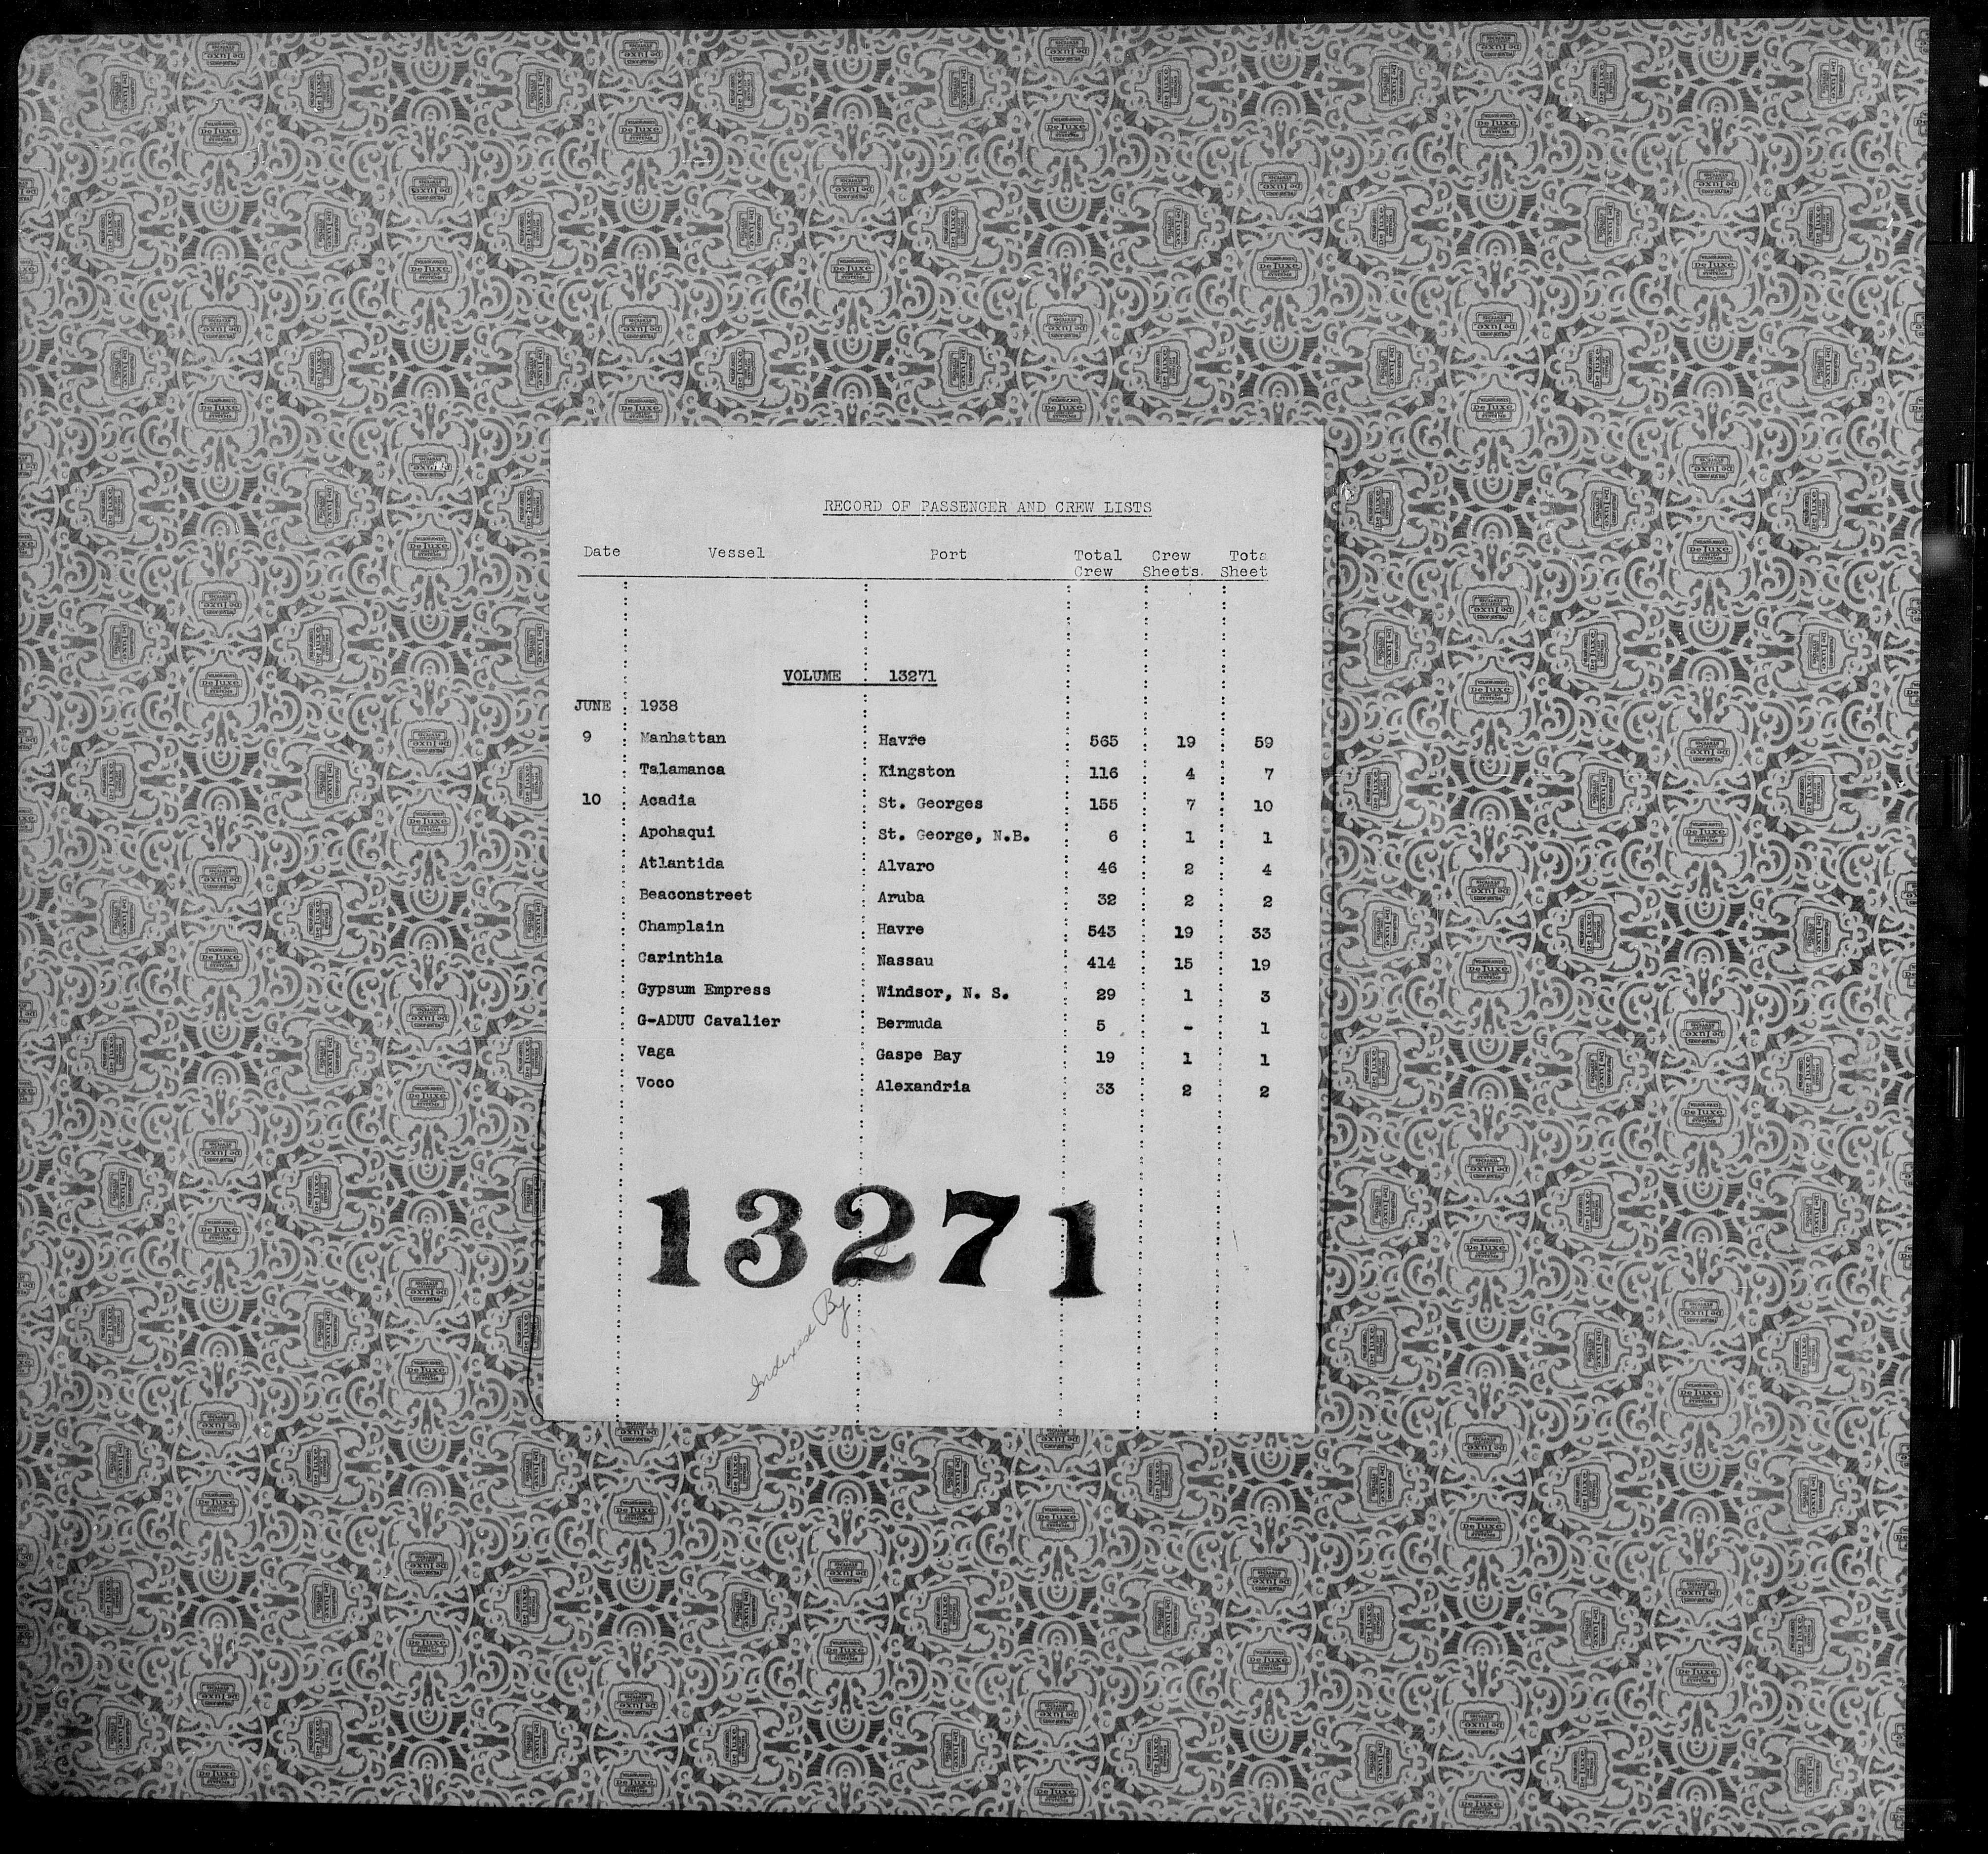 RECORD OF PASSENGER AND CREW LISTS
Date Vessel Port Total Crew Tota
Crew Sheets. Sheet
VOLUME 13271
JUNE 1938
9 Manhattan Havre 565 19 59
Talamanca Kingston 116 4 7
10 Acadia St. Georges 155 7 10
Apohaqui St. George, N.B. 6 1 1
Atlantida Alvaro 46 2 4
Beaconstreet Aruba 32 2 2
Champlain Havre 543 19 33
Carinthia Nassau 414 15 19
Gypsum Empress Windsor, N. S. 29 1 3
G-ADUU Cavalier Bermuda 5 - 1
Vaga Gaspe Bay 19 1 1
Voco Alexandria 33 2 2
13271
Indexed By